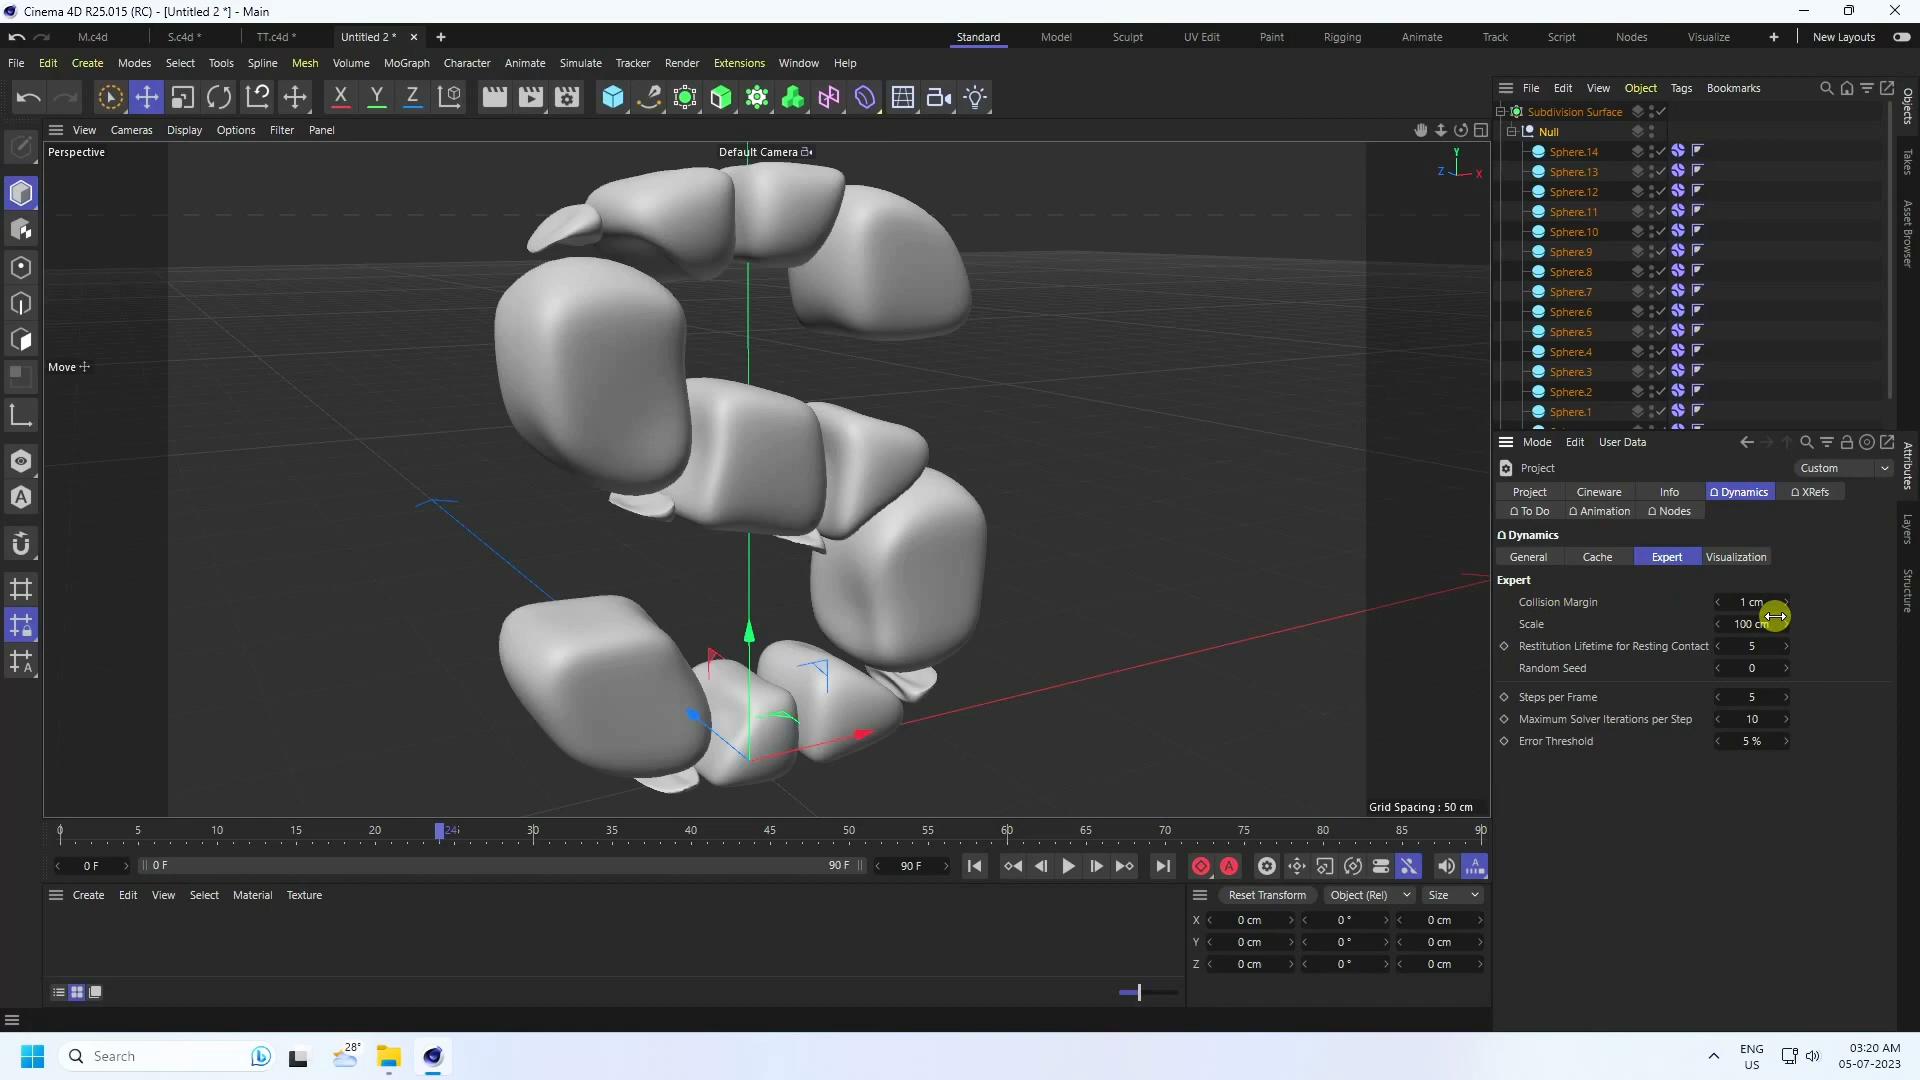 Cinema 4D R25.015 (RC) - [Untitled 2 *] - Main
M.c4d S.c4d * TT.c4d * Untitled 2 * Standard Model Sculpt UV Edit Paint Rigging Animate Track Script Nodes Visualize New Layouts
File Edit Create Modes Select Tools Spline Mesh Volume MoGraph Character Animate Simulate Tracker Render Extensions Window Help
X Y Z
File Edit View Object Tags Bookmarks
View Cameras Display Options Filter Panel
Perspective
Default Camera
Y
Z X
Move
Grid Spacing : 50 cm
Subdivision Surface
Null
Sphere.14
Sphere.13
Sphere.12
Sphere.11
Sphere.10
Sphere.9
Sphere.8
Sphere.7
Sphere.6
Sphere.5
Sphere.4
Sphere.3
Sphere.2
Sphere.1
Objects
Takes
Asset Browser
Attributes
Layers
Structure
Mode Edit User Data
Project Custom
Project Cineware Info Dynamics XRefs
To Do Animation Nodes
Dynamics
General Cache Expert Visualization
Expert
Collision Margin 1 cm
Scale 100 cm
Restitution Lifetime for Resting Contact 5
Random Seed 0
Steps per Frame 5
Maximum Solver Iterations per Step 10
Error Threshold 5 %
0 5 10 15 20 24 30 35 40 45 50 55 60 65 70 75 80 85 90
0 F 0 F 90 F 90 F
Create Edit View Select Material Texture
Reset Transform Object (Rel) Size
X 0 cm 0 ° 0 cm
Y 0 cm 0 ° 0 cm
Z 0 cm 0 ° 0 cm
Search 28°
ENG
US
03:20 AM
05-07-2023